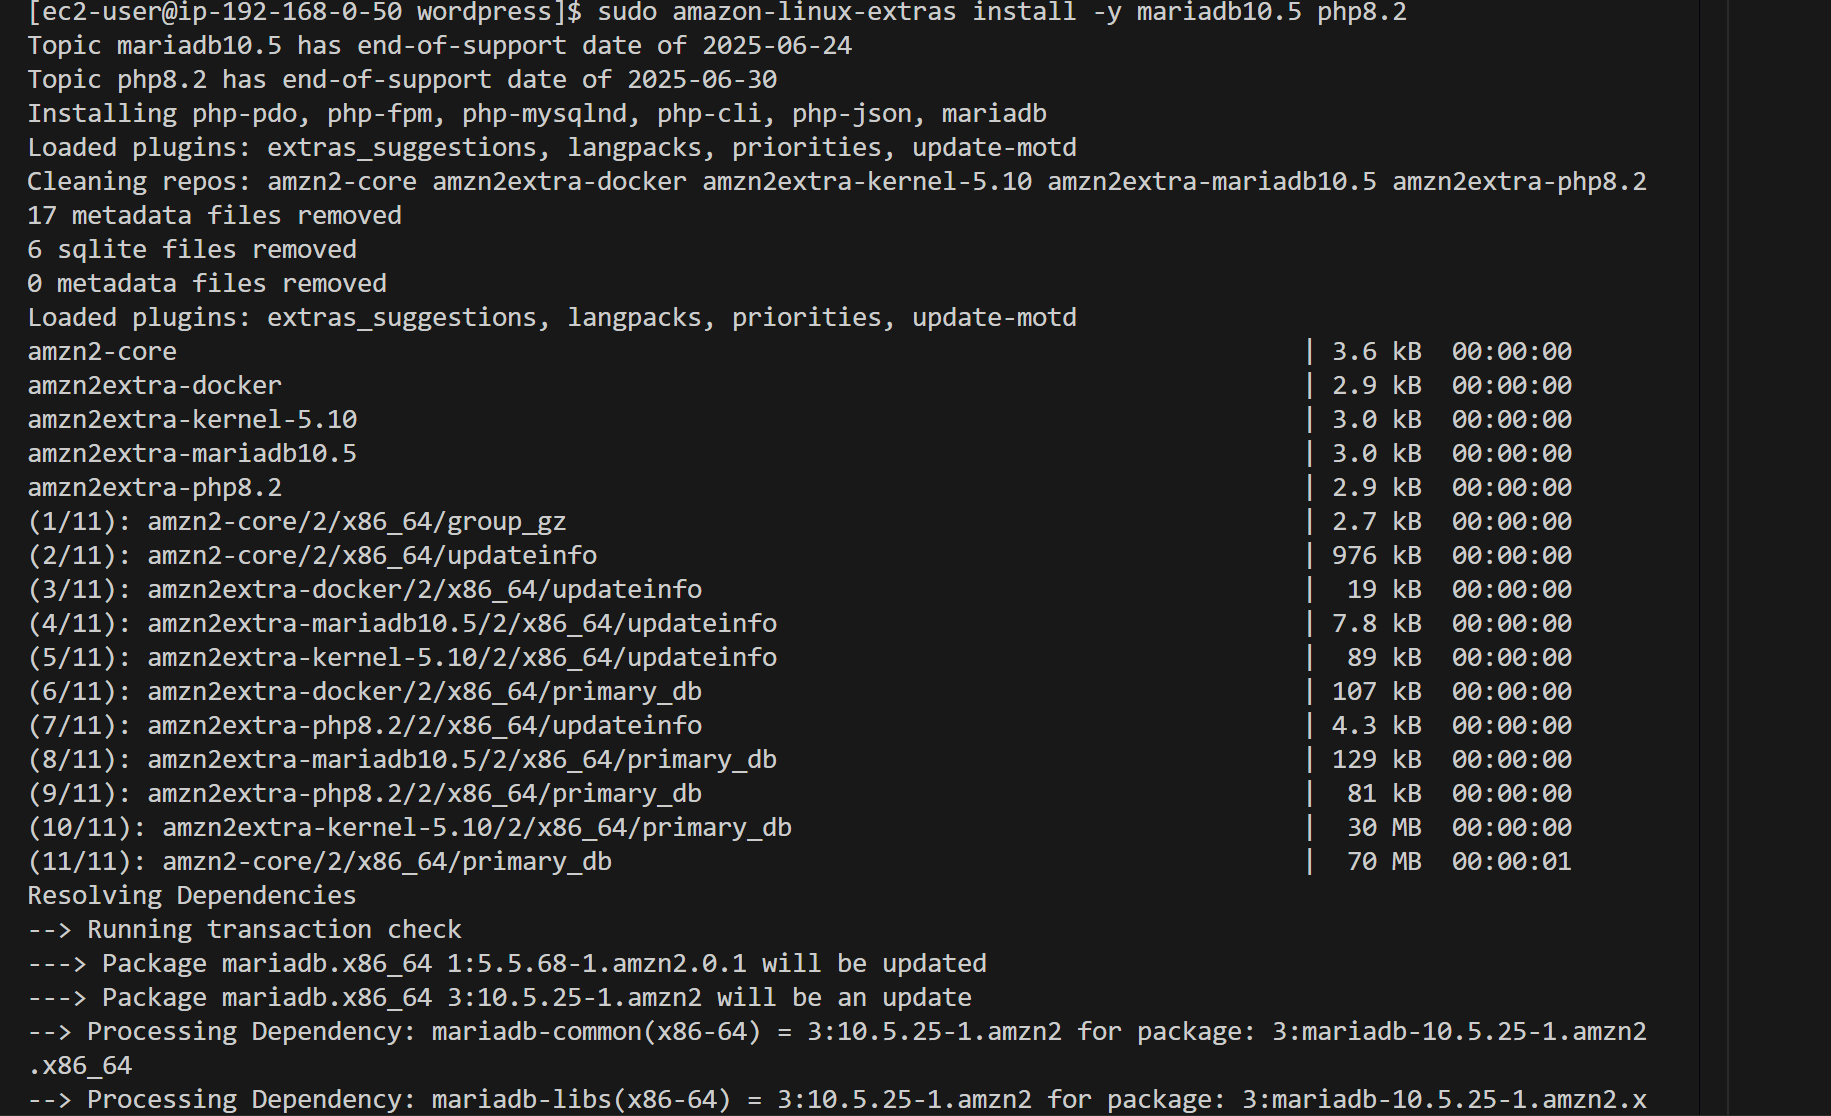 [ec2-user@ip-192-168-0-50 wordpress]$ sudo amazon-linux-extras install -y mariadb10.5 php8.2
Topic mariadb10.5 has end-of-support date of 2025-06-24
Topic php8.2 has end-of-support date of 2025-06-30
Installing php-pdo, php-fpm, php-mysqlnd, php-cli, php-json, mariadb
Loaded plugins: extras_suggestions, langpacks, priorities, update-motd
Cleaning repos: amzn2-core amzn2extra-docker amzn2extra-kernel-5.10 amzn2extra-mariadb10.5 amzn2extra-php8.2
17 metadata files removed
6 sqlite files removed
0 metadata files removed
Loaded plugins: extras_suggestions, langpacks, priorities, update-motd
amzn2-core | 3.6 kB 00:00:00
amzn2extra-docker | 2.9 kB 00:00:00
amzn2extra-kernel-5.10 | 3.0 kB 00:00:00
amzn2extra-mariadb10.5 | 3.0 kB 00:00:00
amzn2extra-php8.2 | 2.9 kB 00:00:00
(1/11): amzn2-core/2/x86_64/group_gz | 2.7 kB 00:00:00
(2/11): amzn2-core/2/x86_64/updateinfo | 976 kB 00:00:00
(3/11): amzn2extra-docker/2/x86_64/updateinfo | 19 kB 00:00:00
(4/11): amzn2extra-mariadb10.5/2/x86_64/updateinfo | 7.8 kB 00:00:00
(5/11): amzn2extra-kernel-5.10/2/x86_64/updateinfo | 89 kB 00:00:00
(6/11): amzn2extra-docker/2/x86_64/primary_db | 107 kB 00:00:00
(7/11): amzn2extra-php8.2/2/x86_64/updateinfo | 4.3 kB 00:00:00
(8/11): amzn2extra-mariadb10.5/2/x86_64/primary_db | 129 kB 00:00:00
(9/11): amzn2extra-php8.2/2/x86_64/primary_db | 81 kB 00:00:00
(10/11): amzn2extra-kernel-5.10/2/x86_64/primary_db | 30 MB 00:00:00
(11/11): amzn2-core/2/x86_64/primary_db | 70 MB 00:00:01
Resolving Dependencies
--> Running transaction check
---> Package mariadb.x86_64 1:5.5.68-1.amzn2.0.1 will be updated
---> Package mariadb.x86_64 3:10.5.25-1.amzn2 will be an update
--> Processing Dependency: mariadb-common(x86-64) = 3:10.5.25-1.amzn2 for package: 3:mariadb-10.5.25-1.amzn2
.x86_64
--> Processing Dependency: mariadb-libs(x86-64) = 3:10.5.25-1.amzn2 for package: 3:mariadb-10.5.25-1.amzn2.x